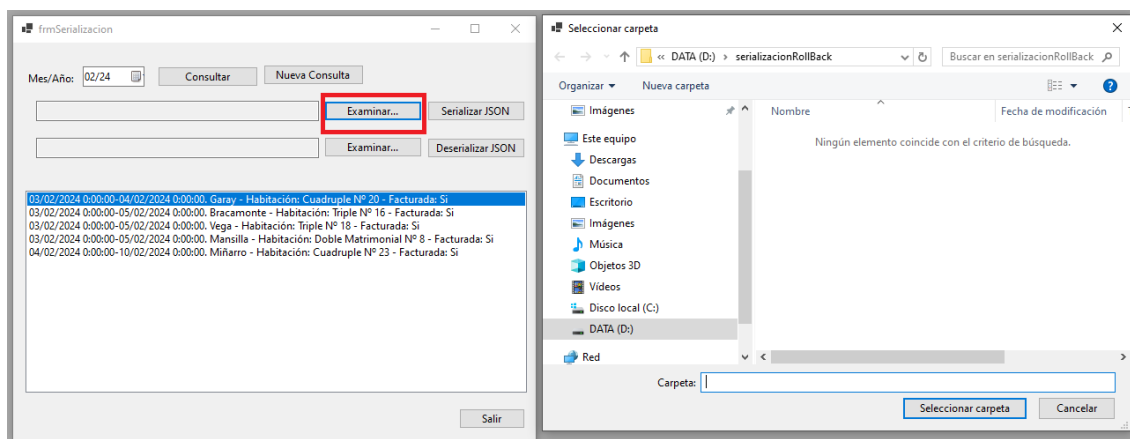 frmSerializacion
Mes/Año: 02/24 Consultar Nueva Consulta
Examinar... Serializar JSON
Examinar... Deserializar JSON
03/02/2024 0:00:00-04/02/2024 0:00:00. Garay - Habitación: Cuadruple Nº 20 - Facturada: Si
03/02/2024 0:00:00-05/02/2024 0:00:00. Bracamonte - Habitación: Triple Nº 16 - Facturada: Si
03/02/2024 0:00:00-05/02/2024 0:00:00. Vega - Habitación: Triple Nº 18 - Facturada: Si
03/02/2024 0:00:00-05/02/2024 0:00:00. Mansilla - Habitación: Doble Matrimonial Nº 8 - Facturada: Si
04/02/2024 0:00:00-10/02/2024 0:00:00. Miñarro - Habitación: Cuadruple Nº 23 - Facturada: Si
Salir
Seleccionar carpeta
« DATA (D:) › serializacionRollBack Buscar en serializacionRollBack
Organizar Nueva carpeta
Nombre Fecha de modificación
Ningún elemento coincide con el criterio de búsqueda.
Imágenes
Este equipo
Descargas
Documentos
Escritorio
Imágenes
Música
Objetos 3D
Vídeos
Disco local (C:)
DATA (D:)
Red
Carpeta:
Seleccionar carpeta Cancelar